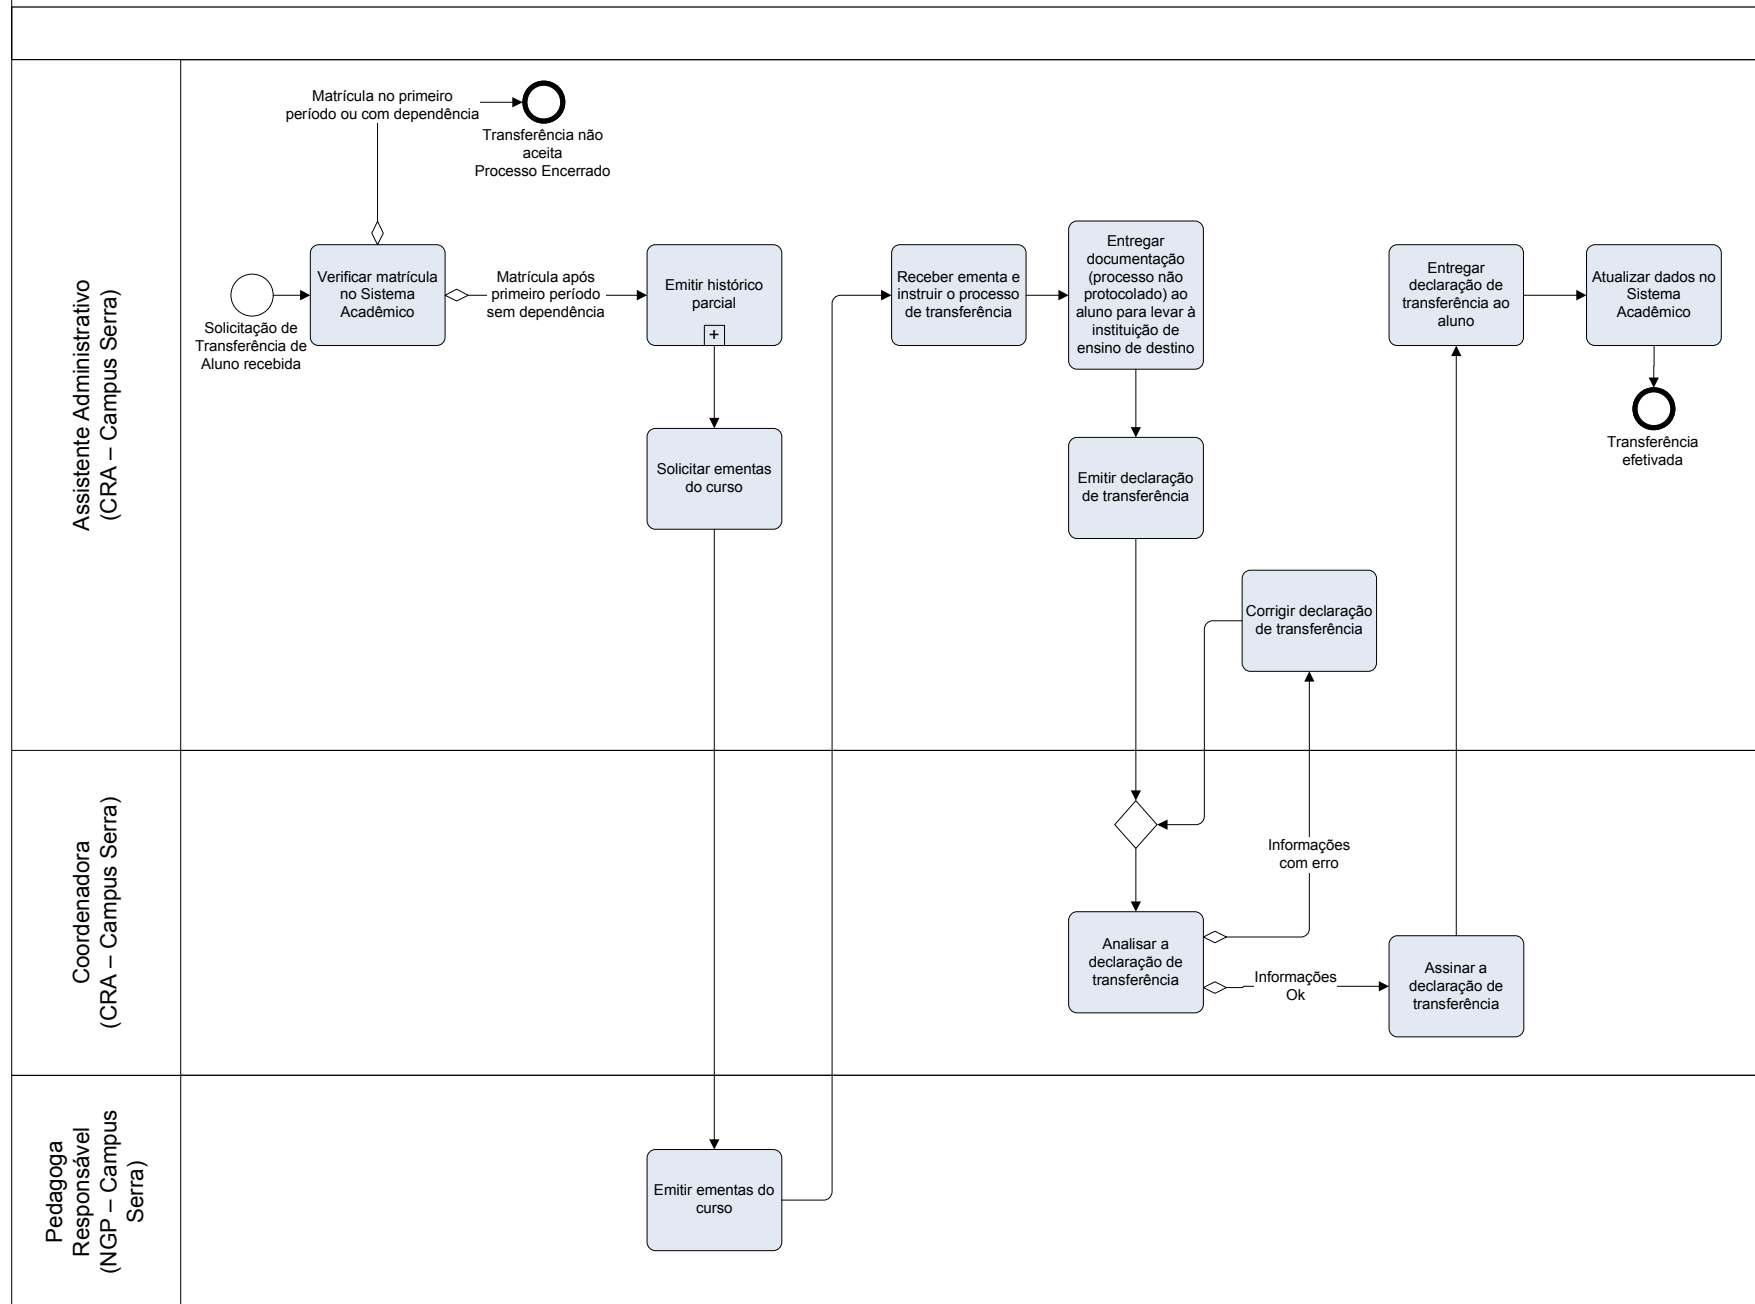 Assistente Administrativo
(CRA – Campus Serra)
Matrícula no primeiro
período ou com dependência
Transferência não
aceita
Processo Encerrado
Solicitação de
Transferência de
Aluno recebida
Verificar matrícula
no Sistema
Acadêmico
Matrícula após
primeiro período
sem dependência
Emitir histórico
parcial
+
Solicitar ementas
do curso
Receber ementa e
instruir o processo
de transferência
Entregar
documentação
(processo não
protocolado) ao
aluno para levar à
instituição de
ensino de destino
Emitir declaração
de transferência
Corrigir declaração
de transferência
Entregar
declaração de
transferência ao
aluno
Atualizar dados no
Sistema
Acadêmico
Transferência
efetivada
Coordenadora
(CRA – Campus Serra)
Informações
com erro
Analisar a
declaração de
transferência
Informações
Ok
Assinar a
declaração de
transferência
Pedagoga
Responsável
(NGP – Campus
Serra)
Emitir ementas do
curso